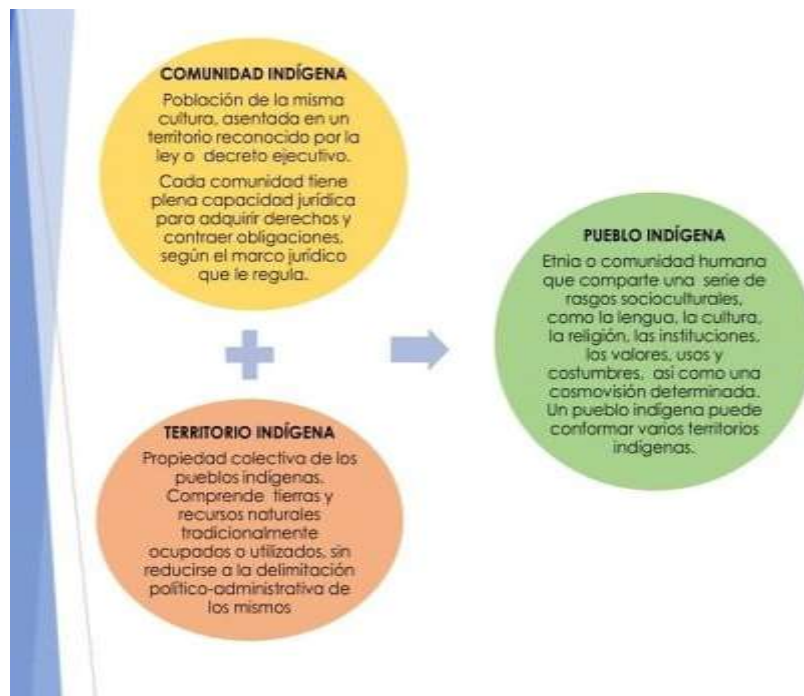 COMUNIDAD INDÍGENA
Población de la misma
cultura, asentada en un
territorio reconocido por la
ley o decreto ejecutivo.
Cada comunidad tiene
plena capacidad jurídica
para adquirir derechos y
contraer obligaciones,
según el marco jurídico
que le regula.
TERRITORIO INDÍGENA
Propiedad colectiva de los
pueblos indígenas.
Comprende tierras y
recursos naturales
tradicionalmente
ocupados o utilizados, sin
reducirse a la delimitación
político-administrativa de
los mismos
PUEBLO INDÍGENA
Etnia o comunidad humana
que comparte una serie de
rasgos socioculturales,
como la lengua, la cultura,
la religión, las instituciones,
los valores, usos y
costumbres, así como una
cosmovisión determinada.
Un pueblo indígena puede
conformar varios territorios
indígenas.